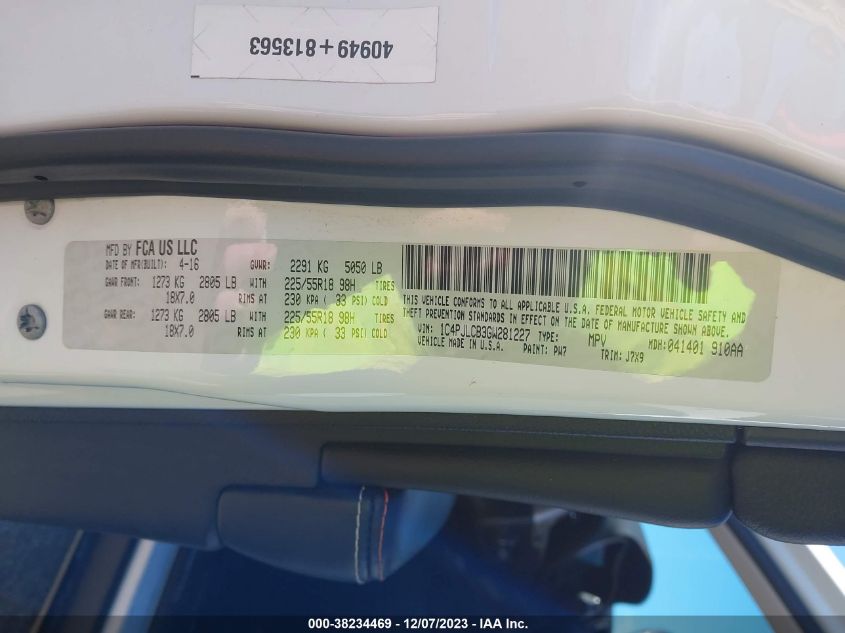 40949+813563
MFD BY FCA US LLC
DATE OF MFR(BUILT): 4-16 GVWR: 2291 KG 5050 LB
GAWR FRONT: 1273 KG 2805 LB WITH 225/55R18 98H TIRES
18X7.0 RIMS AT 230 KPA ( 33 PSI) COLD
GAWR REAR: 1273 KG 2805 LB WITH 225/55R18 98H TIRES
18X7.0 RIMS AT 230 KPA ( 33 PSI) COLD
THIS VEHICLE CONFORMS TO ALL APPLICABLE U.S.A. FEDERAL MOTOR VEHICLE SAFETY AND
THEFT PREVENTION STANDARDS IN EFFECT ON THE DATE OF MANUFACTURE SHOWN ABOVE
VIN: 1C4PJLCB3GW281227 TYPE: MPV MDH: 041401 910AA
VEHICLE MADE IN U.S.A. PAINT: PW7 TRIM: J7X9
000-38234469 - 12/07/2023 - IAA Inc.